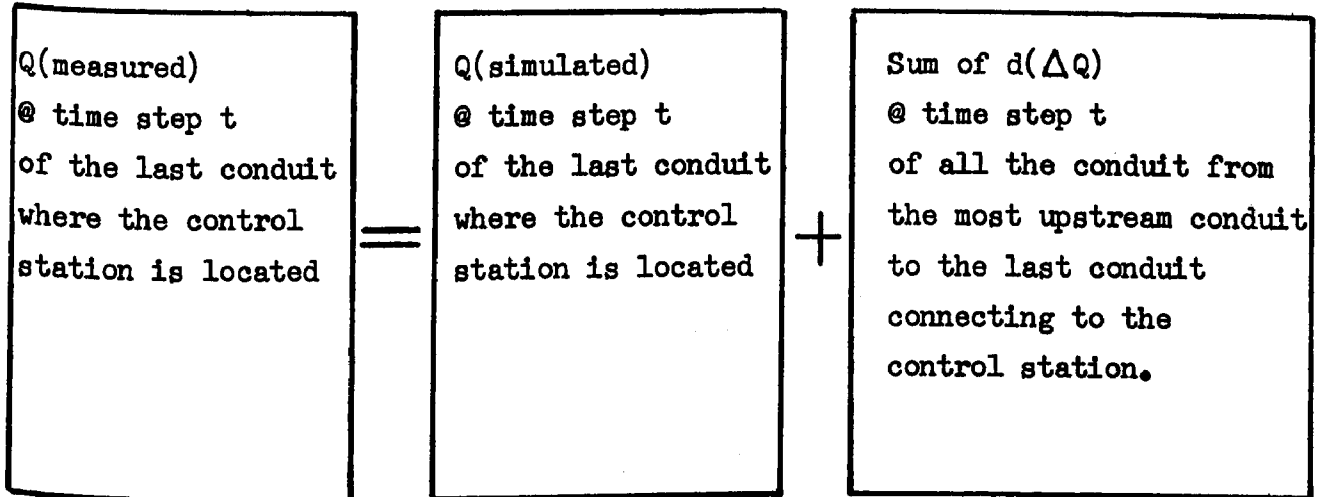 Q(measured)
@ time step t
of the last conduit
where the control
station is located
=
Q(simulated)
@ time step t
of the last conduit
where the control
station is located
+
Sum of d(ΔQ)
@ time step t
of all the conduit from
the most upstream conduit
to the last conduit
connecting to the
control station.